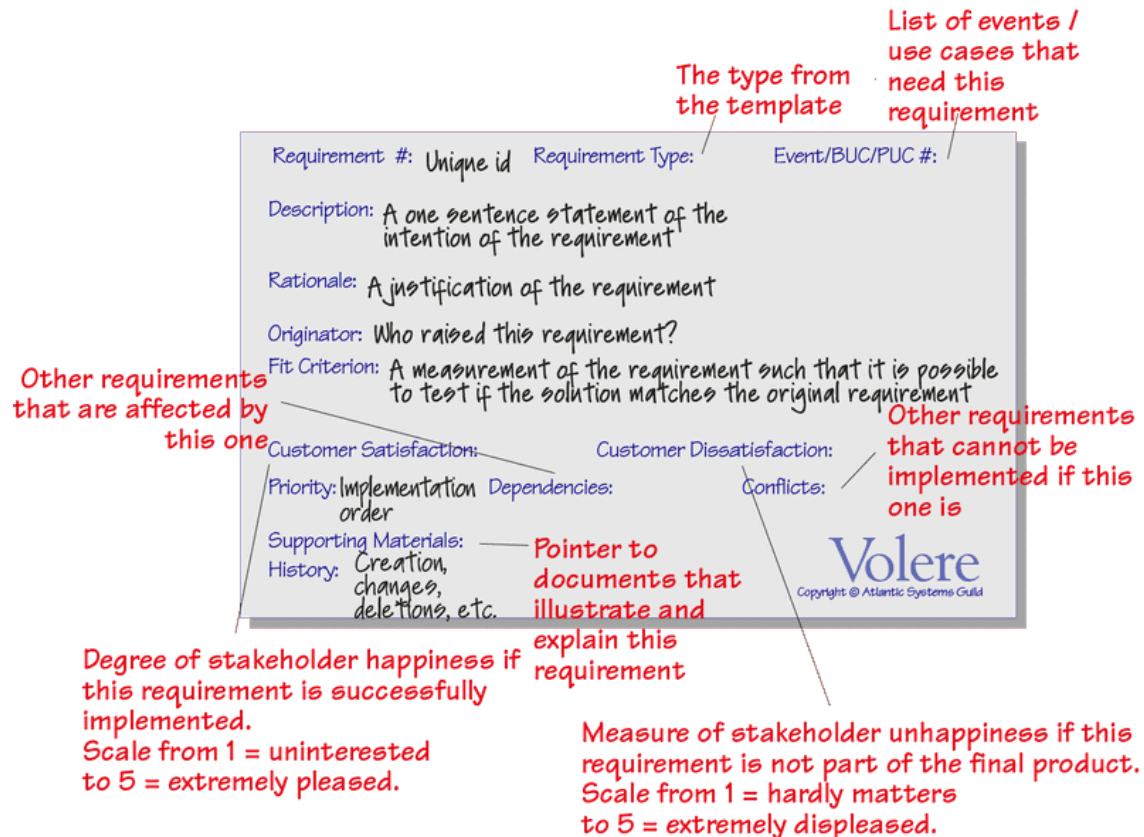 List of events /
use cases that
need this
requirement
The type from
the template
Requirement #: Unique id Requirement Type: Event/BUC/PUC #:
Description: A one sentence statement of the
intention of the requirement
Rationale: A justification of the requirement
Originator: Who raised this requirement?
Fit Criterion: A measurement of the requirement such that it is possible
to test if the solution matches the original requirement
Other requirements
that are affected by
this one
Other requirements
that cannot be
implemented if this
one is
Customer Satisfaction: Customer Dissatisfaction:
Priority: Implementation Dependencies: Conflicts:
order
Supporting Materials:
Pointer to
documents that
illustrate and
explain this
requirement
History: Creation,
changes,
deletions, etc.
Volere
Copyright © Atlantic Systems Guild
Degree of stakeholder happiness if
this requirement is successfully
implemented.
Scale from 1 = uninterested
to 5 = extremely pleased.
Measure of stakeholder unhappiness if this
requirement is not part of the final product.
Scale from 1 = hardly matters
to 5 = extremely displeased.